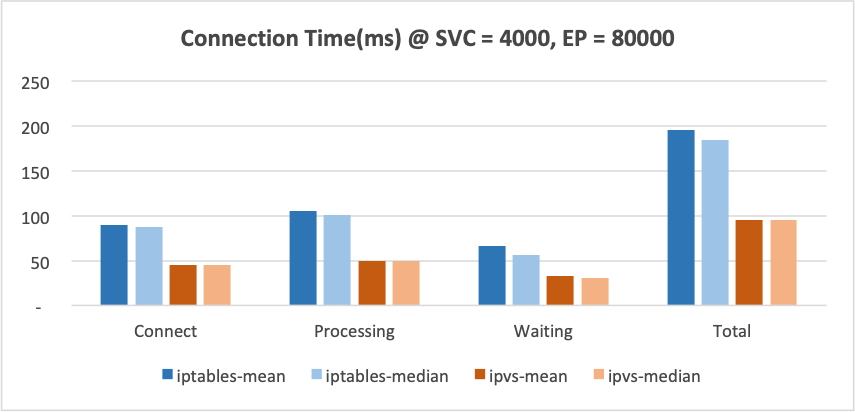 Connection Time(ms) @ SVC = 4000, EP = 80000
250
200
150
100
50
-
Connect Processing Waiting Total
iptables-mean iptables-median ipvs-mean ipvs-median